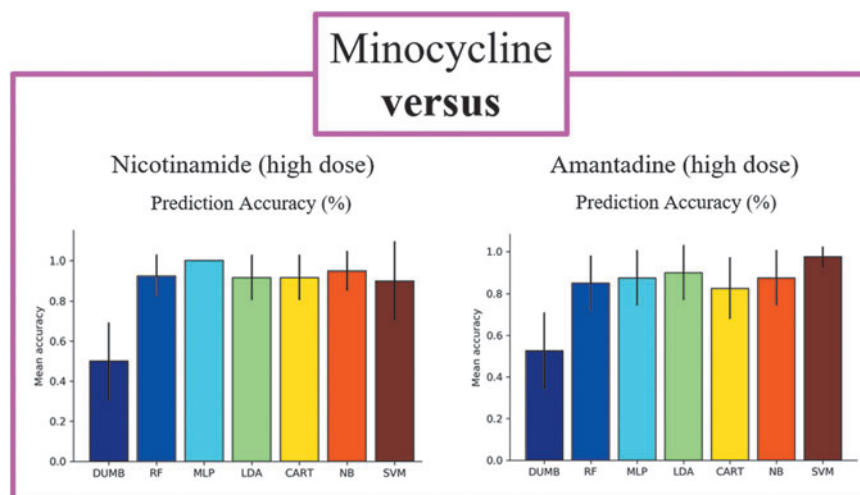 Minocycline
versus
Nicotinamide (high dose)
Prediction Accuracy (%)
Mean accuracy
1.0
0.8
0.6
0.4
0.2
0.0
DUMB RF MLP LDA CART NB SVM
Amantadine (high dose)
Prediction Accuracy (%)
Mean accuracy
1.0
0.8
0.6
0.4
0.2
0.0
DUMB RF MLP LDA CART NB SVM